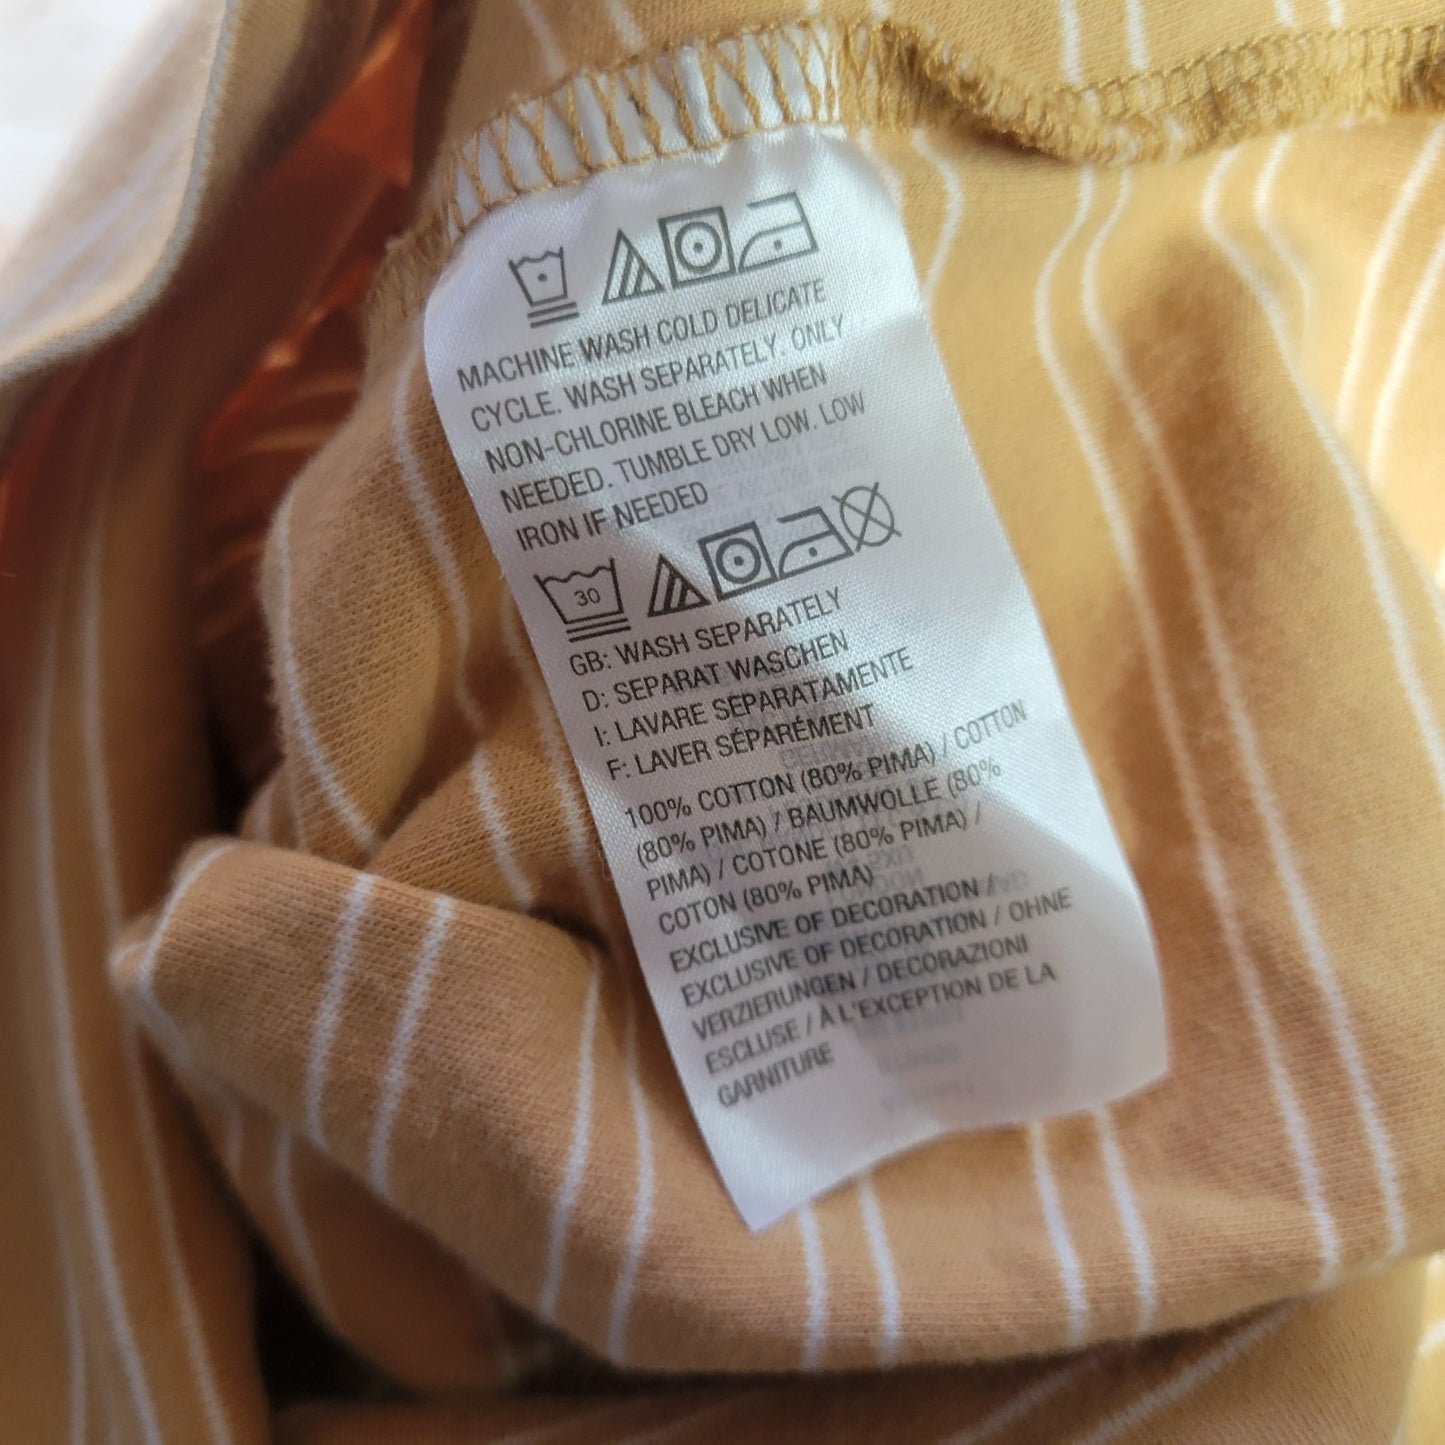 MACHINE WASH COLD DELICATE
CYCLE. WASH SEPARATELY. ONLY
NON-CHLORINE BLEACH WHEN
NEEDED. TUMBLE DRY LOW. LOW
IRON IF NEEDED
30
GB: WASH SEPARATELY
D: SEPARAT WASCHEN
I: LAVARE SEPARATAMENTE
F: LAVER SÉPARÉMENT
100% COTTON (80% PIMA) / COTTON
(80% PIMA) / BAUMWOLLE (80%
PIMA) / COTONE (80% PIMA) /
COTON (80% PIMA)
EXCLUSIVE OF DECORATION /
EXCLUSIVE OF DECORATION / OHNE
VERZIERUNGEN / DECORAZIONI
ESCLUSE / À L'EXCEPTION DE LA
GARNITURE